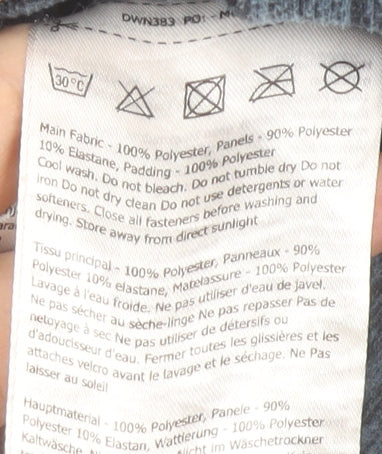 DWN383 PO: - M
30°C
Main Fabric - 100% Polyester, Panels - 90% Polyester
10% Elastane, Padding - 100% Polyester
Cool wash. Do not bleach. Do not tumble dry Do not
iron Do not dry clean Do not use detergents or water
softeners. Close all fasteners before washing and
drying. Store away from direct sunlight
Tissu principal - 100% Polyester, Panneaux - 90%
Polyester 10% elastane, Matelassure - 100% Polyester
Lavage à l'eau froide. Ne pas utiliser d'eau de javel.
Ne pas sécher au sèche-linge Ne pas repasser Pas de
nettoyage à sec Ne pas utiliser de détersifs ou
d'adoucisseur d'eau. Fermer toutes les glissières et les
attaches velcro avant le lavage et le séchage. Ne Pas
laisser au soleil
Hauptmaterial - 100% Polyester, Panele - 90%
Polyester 10% Elastan, Wattierung - 100% Polyester
Kaltwäsche Nicht im Wäschetrockner